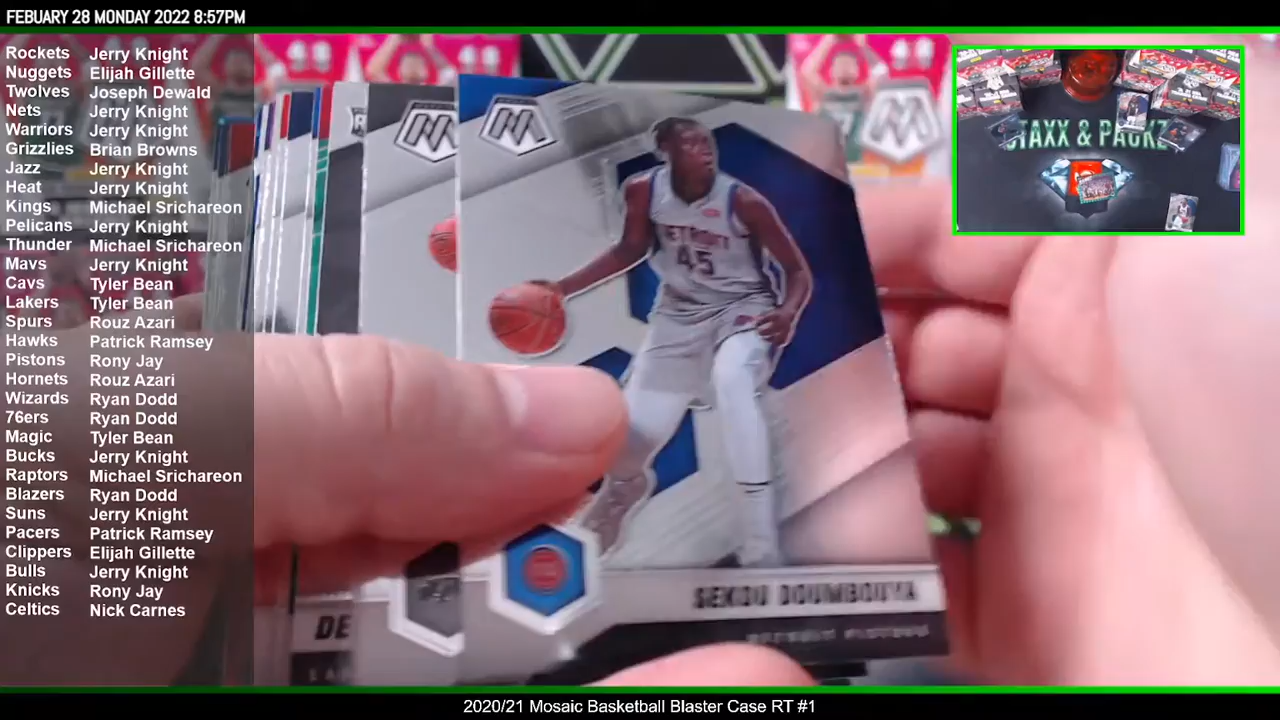 FEBUARY 28 MONDAY 2022 8:57PM
Rockets Jerry Knight
Nuggets Elijah Gillette
Twolves Joseph Dewald
Nets Jerry Knight
Warriors Jerry Knight
Grizzlies Brian Browns
Jazz Jerry Knight
Heat Jerry Knight
Kings Michael Srichareon
Pelicans Jerry Knight
Thunder Michael Srichareon
Mavs Jerry Knight
Cavs Tyler Bean
Lakers Tyler Bean
Spurs Rouz Azari
Hawks Patrick Ramsey
Pistons Rony Jay
Hornets Rouz Azari
Wizards Ryan Dodd
76ers Ryan Dodd
Magic Tyler Bean
Bucks Jerry Knight
Raptors Michael Srichareon
Blazers Ryan Dodd
Suns Jerry Knight
Pacers Patrick Ramsey
Clippers Elijah Gillette
Bulls Jerry Knight
Knicks Rony Jay
Celtics Nick Carnes
STAXX & PACKZ
DETROIT
45
SEKOU DOUMBOUYA
DETROIT PISTONS
DE
2020/21 Mosaic Basketball Blaster Case RT #1